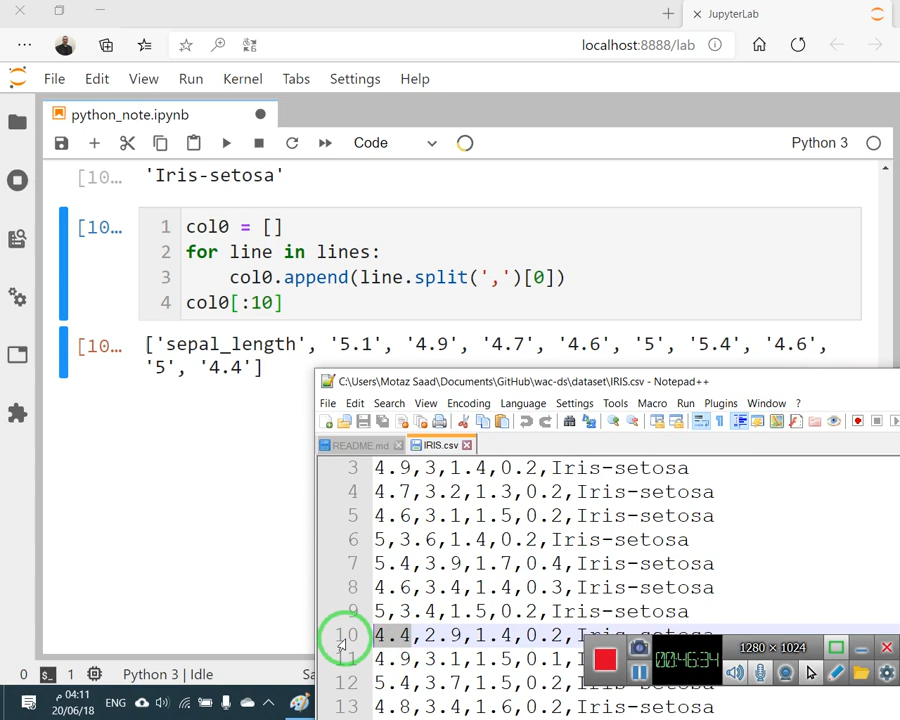 JupyterLab
localhost:8888/lab
File Edit View Run Kernel Tabs Settings Help
python_note.ipynb
Code
Python 3
[10... 'Iris-setosa'
[10...
1 col0 = []
2 for line in lines:
3 col0.append(line.split(',')[0])
4 col0[:10]
[10... ['sepal_length', '5.1', '4.9', '4.7', '4.6', '5', '5.4', '4.6',
'5', '4.4']
C:\Users\Motaz Saad\Documents\GitHub\wac-ds\dataset\IRIS.csv - Notepad++
File Edit Search View Encoding Language Settings Tools Macro Run Plugins Window ?
README.md IRIS.csv
3 4.9,3,1.4,0.2,Iris-setosa
4 4.7,3.2,1.3,0.2,Iris-setosa
5 4.6,3.1,1.5,0.2,Iris-setosa
6 5,3.6,1.4,0.2,Iris-setosa
7 5.4,3.9,1.7,0.4,Iris-setosa
8 4.6,3.4,1.4,0.3,Iris-setosa
9 5,3.4,1.5,0.2,Iris-setosa
10 4.4,2.9,1.4,0.2,Iris-setosa
11 4.9,3.1,1.5,0.1,
12 5.4,3.7,1.5,0.2,
13 4.8,3.4,1.6,0.2,Iris-setosa
1280 × 1024
00:46:34
0 1 Python 3 | Idle Sa
04:11 م
20/06/18
ENG